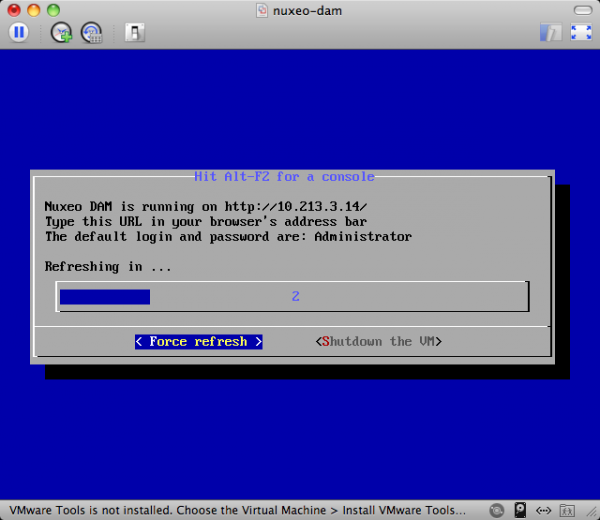 nuxeo-dam
Hit Alt-F2 for a console
Nuxeo DAM is running on http://10.213.3.14/
Type this URL in your browser's address bar
The default login and password are: Administrator
Refreshing in ...
2
< Force refresh > <Shutdown the VM>
VMware Tools is not installed. Choose the Virtual Machine > Install VMware Tools...